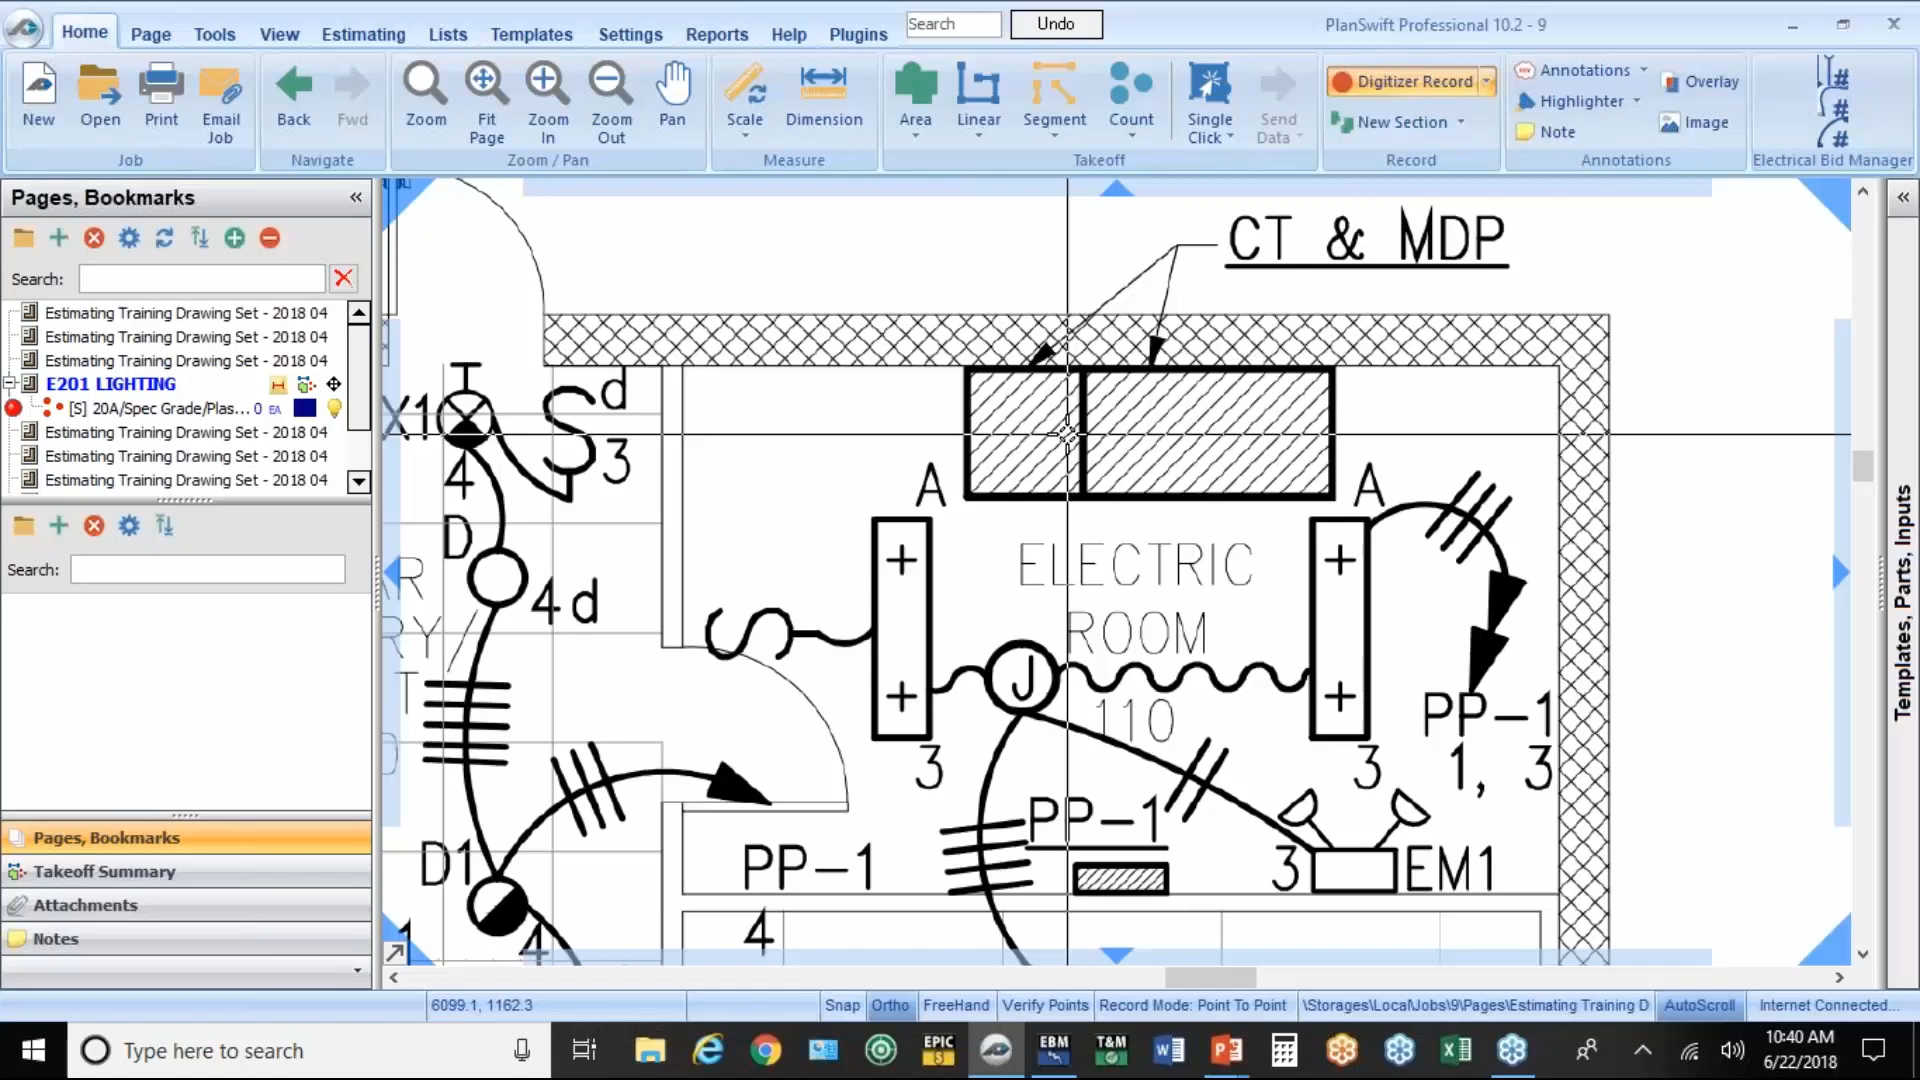 Home Page Tools View Estimating Lists Templates Settings Reports Help Plugins Search Undo PlanSwift Professional 10.2 - 9
New Open Print Email Job Back Fwd Zoom Fit Page Zoom In Zoom Out Pan Scale Dimension Area Linear Segment Count Single Click Send Data
Digitizer Record Annotations Overlay
New Section Highlighter
Note Image
Job Navigate Zoom / Pan Measure Takeoff Record Annotations Electrical Bid Manager
Pages, Bookmarks
Search:
Estimating Training Drawing Set - 2018 04
Estimating Training Drawing Set - 2018 04
Estimating Training Drawing Set - 2018 04
E201 LIGHTING
[S] 20A/Spec Grade/Plas... 0 EA
Estimating Training Drawing Set - 2018 04
Estimating Training Drawing Set - 2018 04
Estimating Training Drawing Set - 2018 04
Search:
Pages, Bookmarks
Takeoff Summary
Attachments
Notes
CT & MDP
X1
4
S d
3
D
4d
A
A
ELECTRIC
ROOM
110
S
J
3
3
PP-1
1, 3
D1
4
PP-1
4
PP-1
3
EM1
Templates, Parts, Inputs
6099.1, 1162.3 Snap Ortho FreeHand Verify Points Record Mode: Point To Point \Storages\Local\Jobs\9\Pages\Estimating Training D AutoScroll Internet Connected...
Type here to search
EPIC
EBM
T&M
10:40 AM
6/22/2018